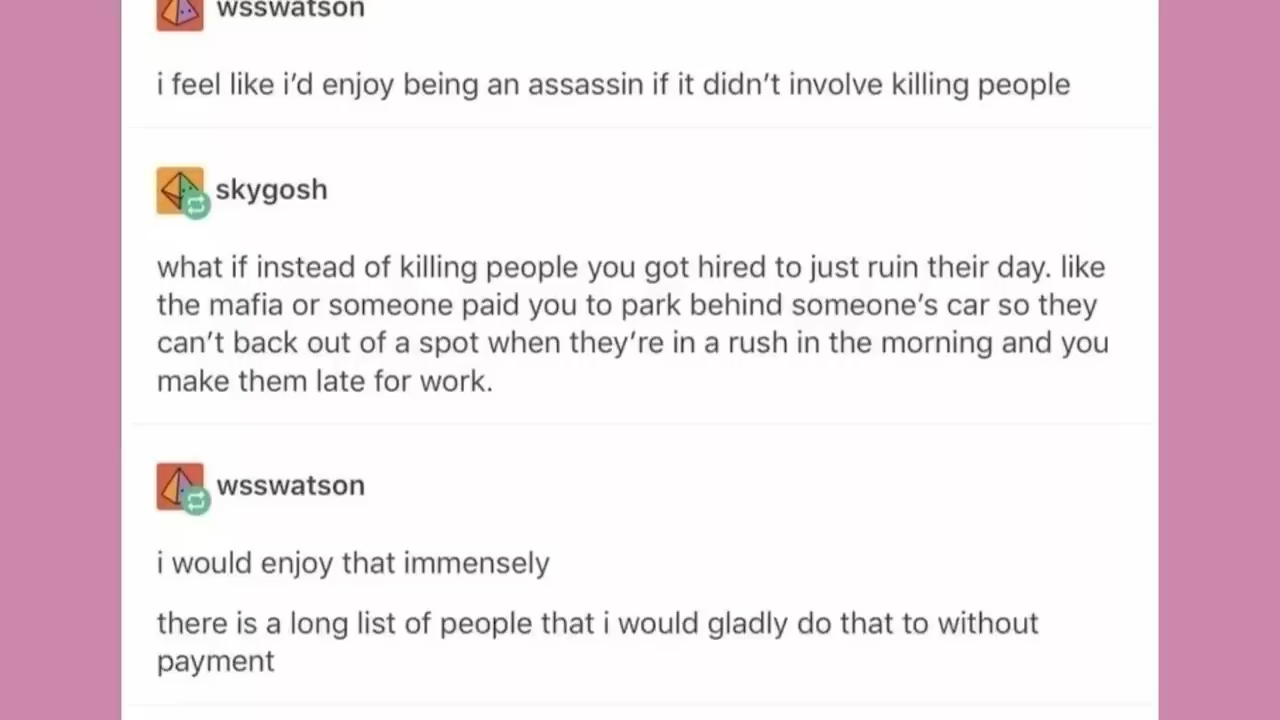 wsswatson
i feel like i’d enjoy being an assassin if it didn’t involve killing people
skygosh
what if instead of killing people you got hired to just ruin their day. like
the mafia or someone paid you to park behind someone’s car so they
can’t back out of a spot when they’re in a rush in the morning and you
make them late for work.
wsswatson
i would enjoy that immensely
there is a long list of people that i would gladly do that to without
payment